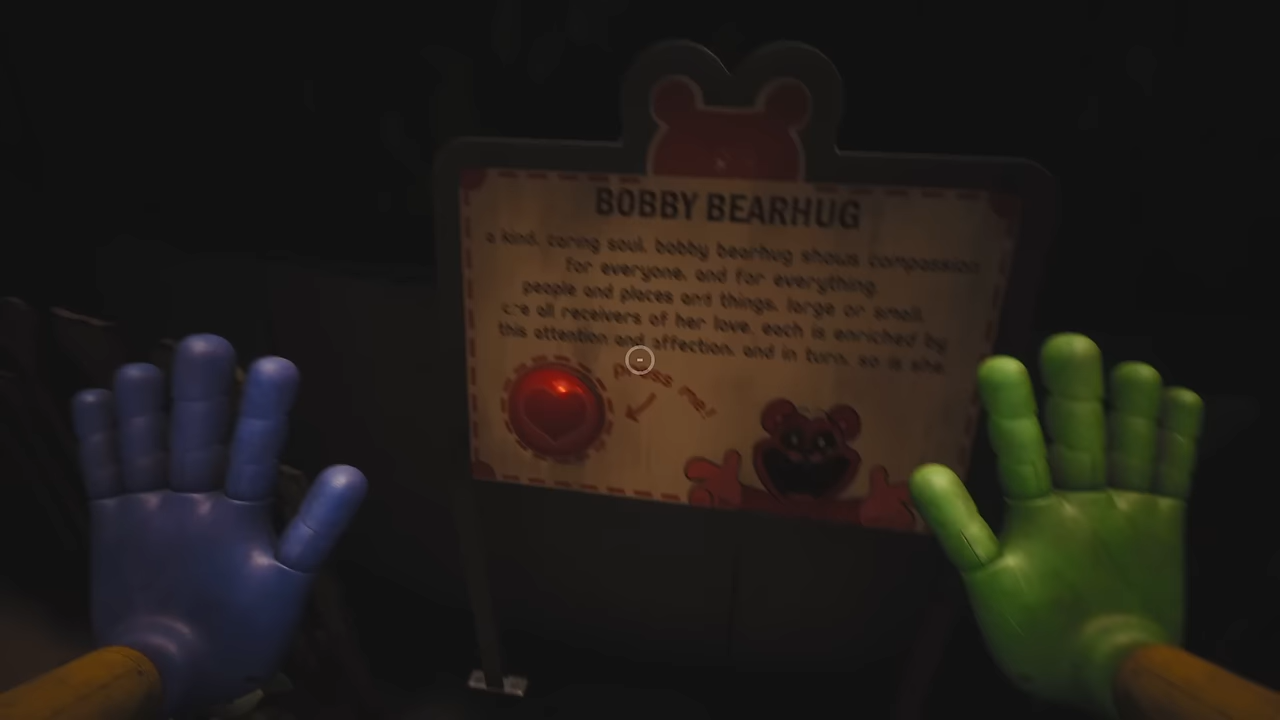 BOBBY BEARHUG
a kind, caring soul, bobby bearhug shows compassion
for everyone, and for everything
people and places and things, large or small,
are all receivers of her love. each is enriched by
this attention and affection, and in turn, so is she.
press me!